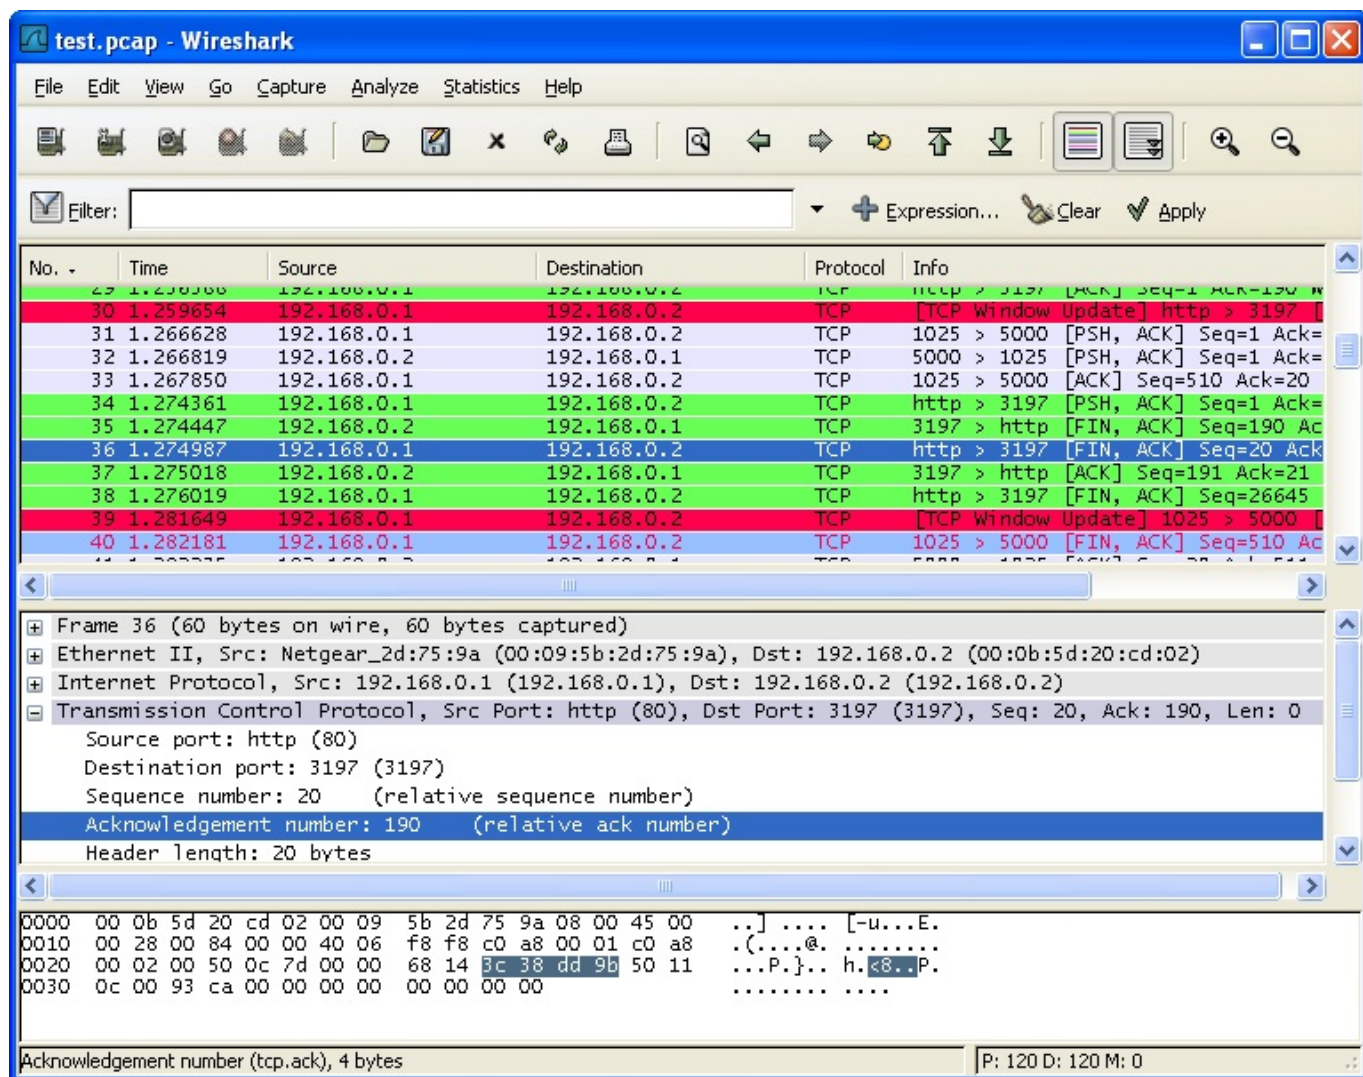 test.pcap - Wireshark
File Edit View Go Capture Analyze Statistics Help
Filter: Expression... Clear Apply
No. Time Source Destination Protocol Info
29 1.258588 192.168.0.1 192.168.0.2 TCP http > 3197 [ACK] Seq=1 Ack=190 W
30 1.259654 192.168.0.1 192.168.0.2 TCP [TCP Window Update] http > 3197 [
31 1.266628 192.168.0.1 192.168.0.2 TCP 1025 > 5000 [PSH, ACK] Seq=1 Ack=
32 1.266819 192.168.0.2 192.168.0.1 TCP 5000 > 1025 [PSH, ACK] Seq=1 Ack=
33 1.267850 192.168.0.1 192.168.0.2 TCP 1025 > 5000 [ACK] Seq=510 Ack=20
34 1.274361 192.168.0.1 192.168.0.2 TCP http > 3197 [PSH, ACK] Seq=1 Ack=
35 1.274447 192.168.0.2 192.168.0.1 TCP 3197 > http [FIN, ACK] Seq=190 Ac
36 1.274987 192.168.0.1 192.168.0.2 TCP http > 3197 [FIN, ACK] Seq=20 Ack
37 1.275018 192.168.0.2 192.168.0.1 TCP 3197 > http [ACK] Seq=191 Ack=21
38 1.276019 192.168.0.1 192.168.0.2 TCP http > 3197 [FIN, ACK] Seq=26645
39 1.281649 192.168.0.1 192.168.0.2 TCP [TCP Window Update] 1025 > 5000 [
40 1.282181 192.168.0.1 192.168.0.2 TCP 1025 > 5000 [FIN, ACK] Seq=510 Ac
Frame 36 (60 bytes on wire, 60 bytes captured)
Ethernet II, Src: Netgear_2d:75:9a (00:09:5b:2d:75:9a), Dst: 192.168.0.2 (00:0b:5d:20:cd:02)
Internet Protocol, Src: 192.168.0.1 (192.168.0.1), Dst: 192.168.0.2 (192.168.0.2)
Transmission Control Protocol, Src Port: http (80), Dst Port: 3197 (3197), Seq: 20, Ack: 190, Len: 0
Source port: http (80)
Destination port: 3197 (3197)
Sequence number: 20 (relative sequence number)
Acknowledgement number: 190 (relative ack number)
Header length: 20 bytes
0000 00 0b 5d 20 cd 02 00 09 5b 2d 75 9a 08 00 45 00 ..] .... [-u...E.
0010 00 28 00 84 00 00 40 06 f8 f8 c0 a8 00 01 c0 a8 .(....@. ........
0020 00 02 00 50 0c 7d 00 00 68 14 3c 38 dd 9b 50 11 ...P.}.. h.<8..P.
0030 0c 00 93 ca 00 00 00 00 00 00 00 00 ........ ....
Acknowledgement number (tcp.ack), 4 bytes P: 120 D: 120 M: 0